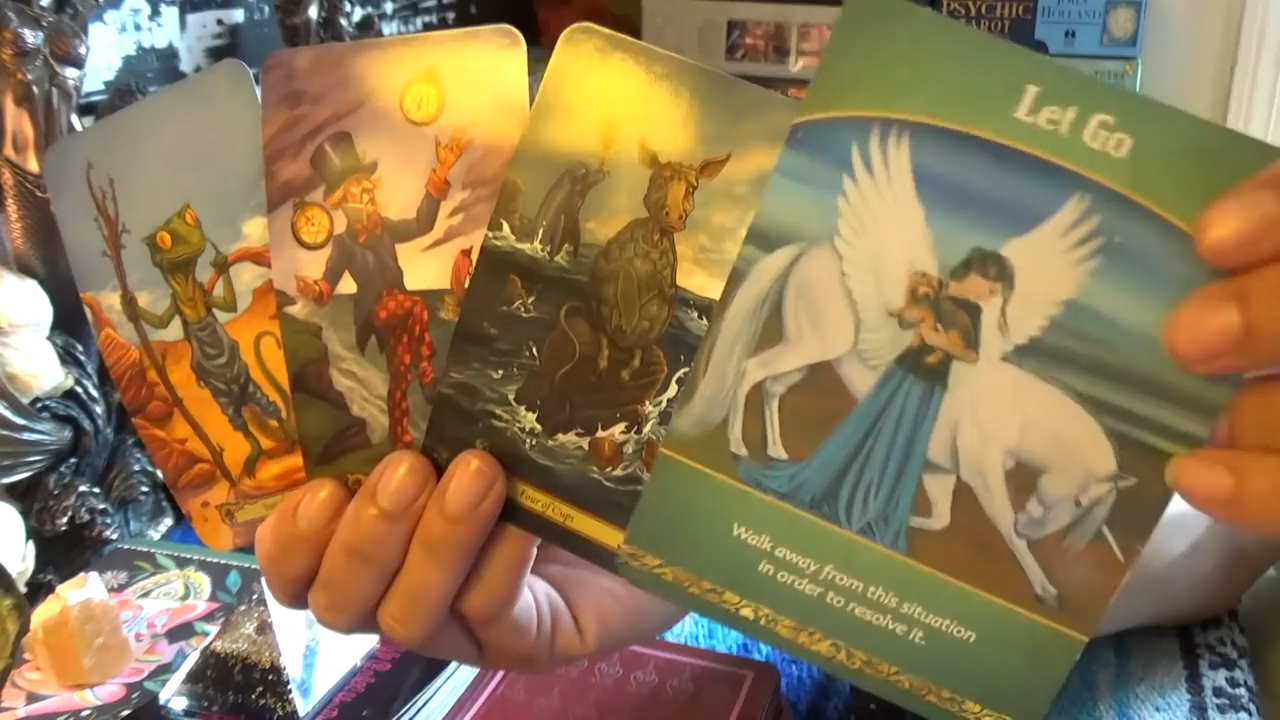 PSYCHIC
TAROT
JOHN
HOLLAND
Let Go
Four of Cups
Walk away from this situation
in order to resolve it.